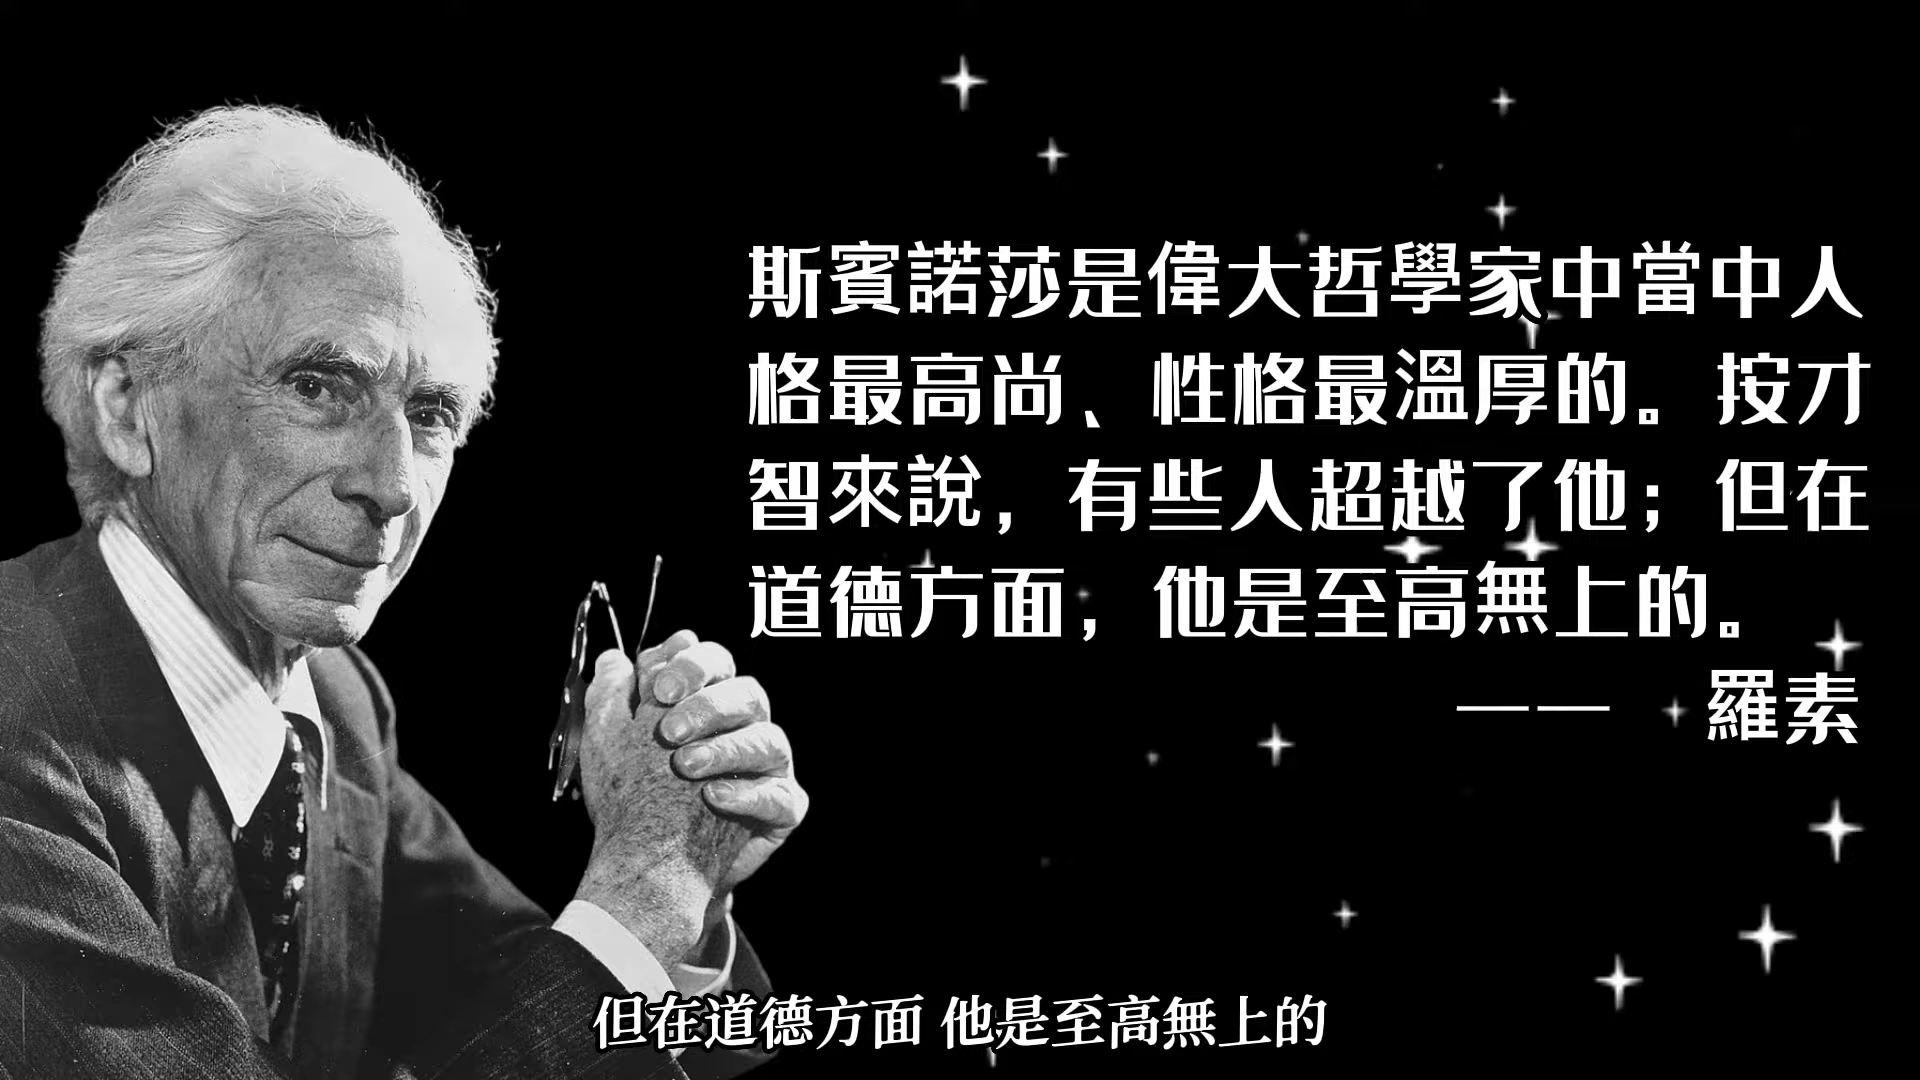 斯賓諾莎是偉大哲學家中當中人
格最高尚、性格最溫厚的。按才
智來說，有些人超越了他；但在
道德方面，他是至高無上的。
—— 羅素
但在道德方面 他是至高無上的